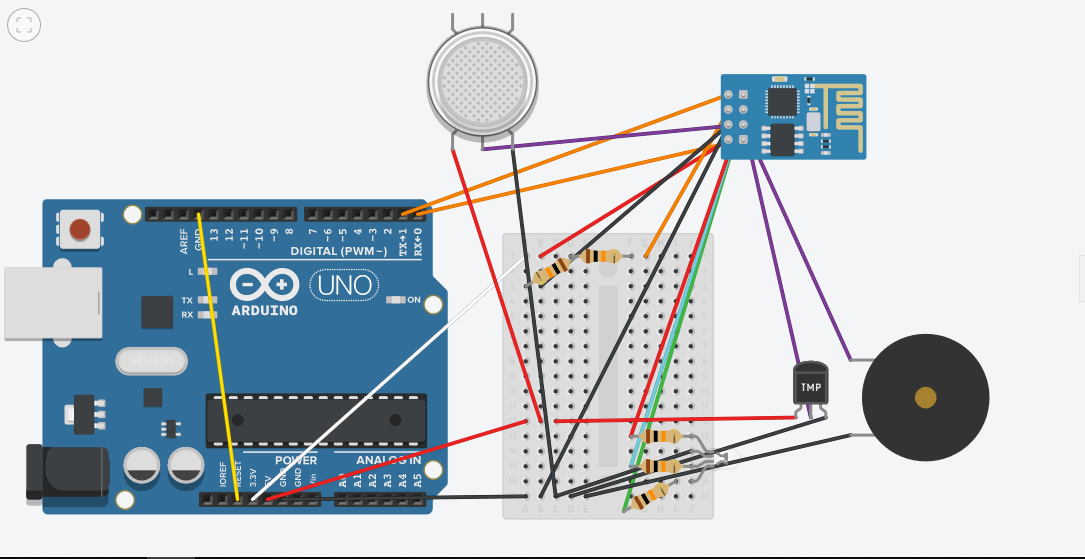 AREF
GND
13
12
~11
~10
~9
8
7
~6
~5
4
~3
2
TX→1
RX←0
DIGITAL (PWM~)
L
TX
RX
ARDUINO
UNO
ON
IOREF
RESET
3.3V
5V
GND
GND
Vin
POWER
ANALOG IN
A0
A1
A2
A3
A4
A5
TMP